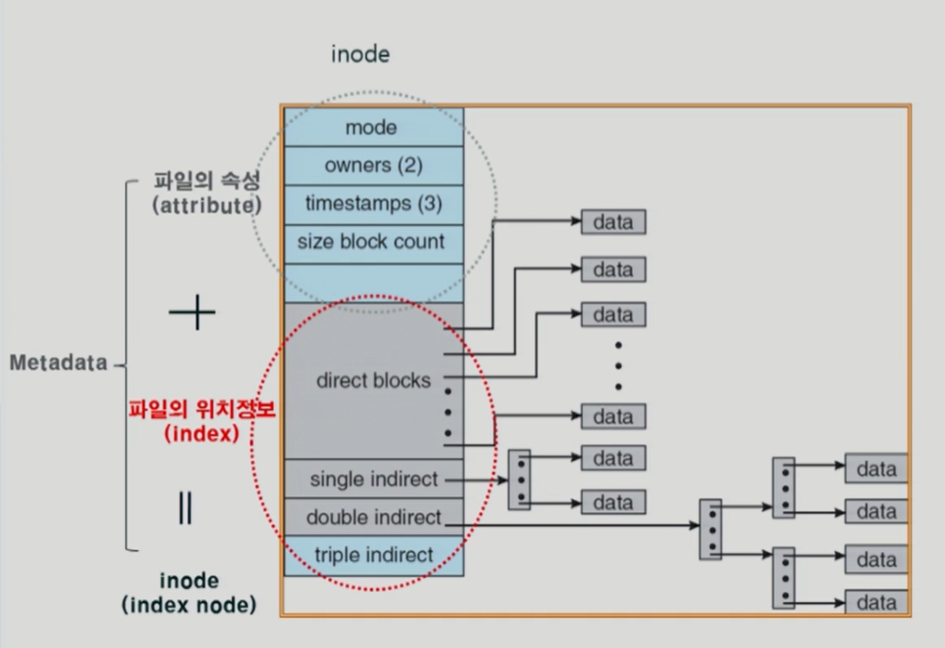 inode
mode
owners (2)
timestamps (3)
size block count
direct blocks
single indirect
double indirect
triple indirect
파일의 속성
(attribute)
+
Metadata
파일의 위치정보
(index)
||
inode
(index node)
data
data
data
data
data
data
data
data
data
data